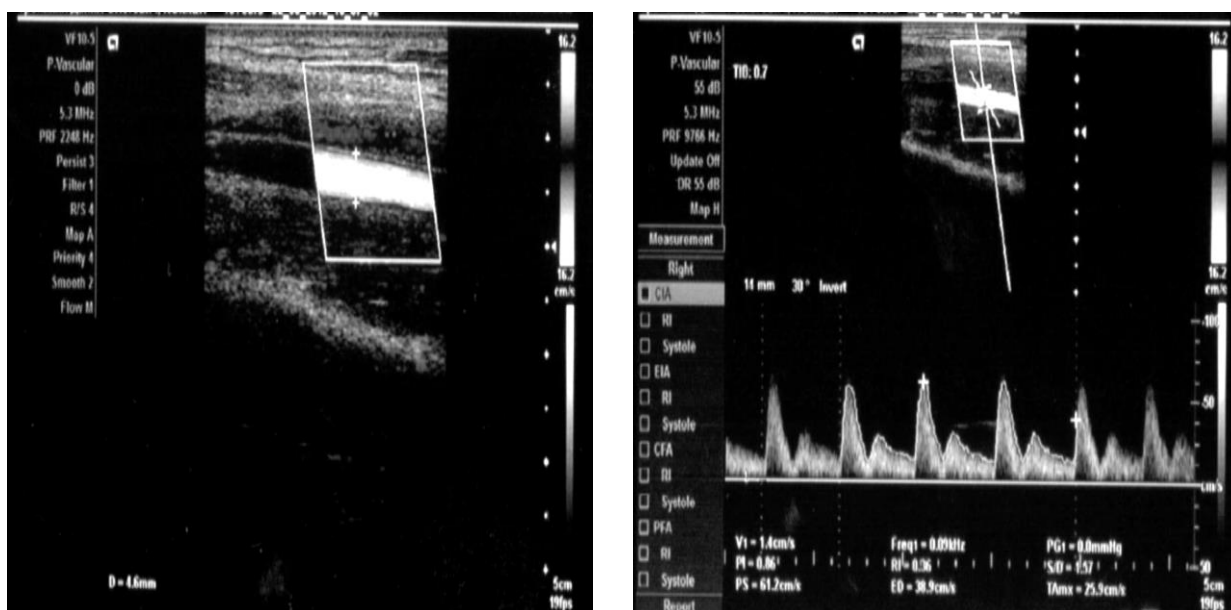 VF10-5
P-Vascular
0 dB
5.3 MHz
PRF 2248 Hz
Persist 3
Filter 1
R/S 4
Map A
Priority 4
Smooth 2
Flow M
16.2
16.2
cm/s
D = 4.6mm
5cm
19fps
VF10-5
P-Vascular
55 dB
5.3 MHz
PRF 9766 Hz
Update Off
DR 55 dB
Map H
TIB: 0.7
16.2
16.2
cm/s
Measurement
Right
CIA
RI
Systole
EIA
RI
Systole
CFA
RI
Systole
PFA
RI
Systole
Report
14 mm 30° Invert
-100
-50
cm/s
50
V1 = 1.4cm/s
PI = 0.86
PS = 61.2cm/s
Freq1 = 0.09kHz
RI = 0.36
ED = 38.9cm/s
PG1 = 0.0mmHg
S/D = 1.57
TAmx = 25.9cm/s
5cm
19fps